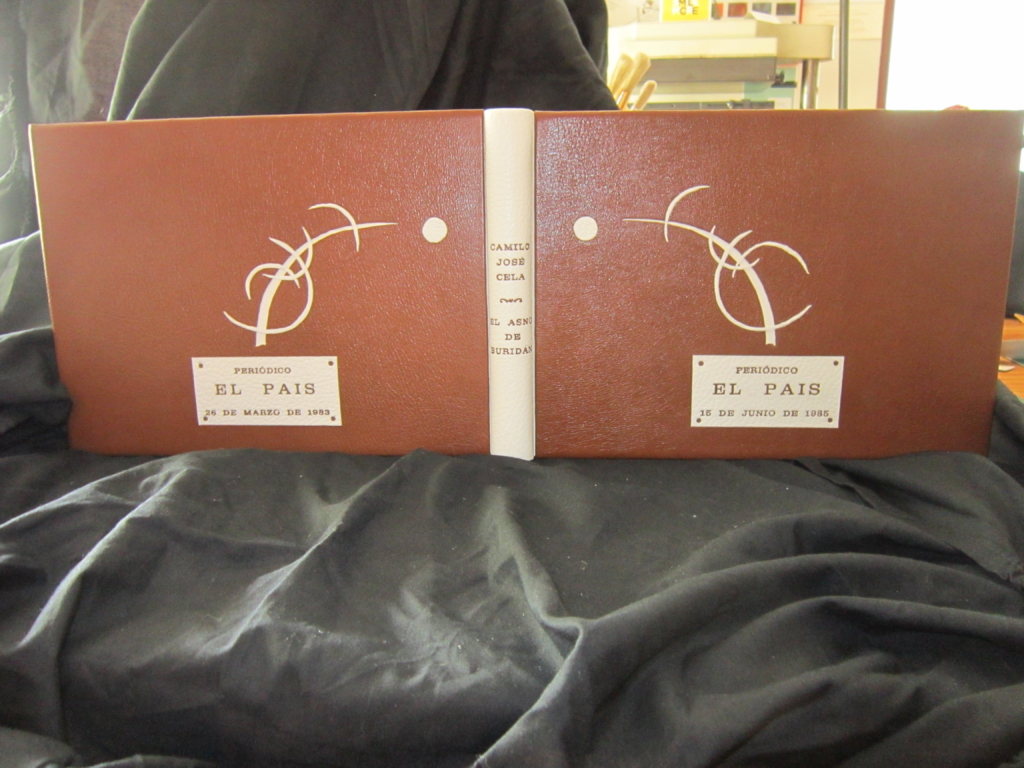 PERIÓDICO
EL PAIS
26 DE MARZO DE 1983
CAMILO
JOSÉ
CELA
EL ASNO
DE
BURIDAN
PERIÓDICO
EL PAIS
15 DE JUNIO DE 1985